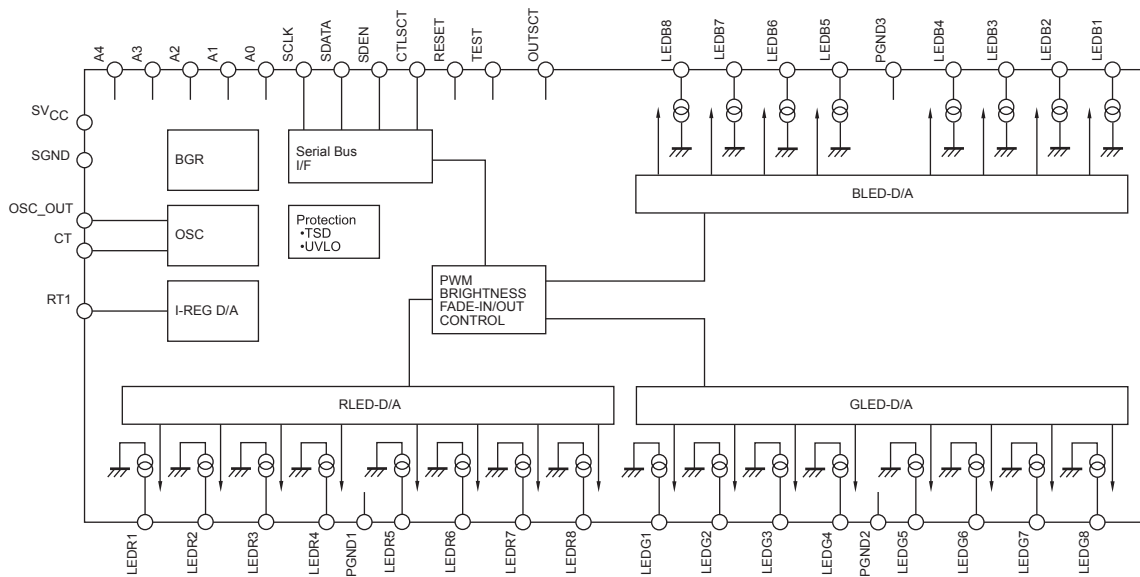 A4
A3
A2
A1
A0
SCLK
SDATA
SDEN
CTLSCT
RESET
TEST
OUTSCT
LEDB8
LEDB7
LEDB6
LEDB5
PGND3
LEDB4
LEDB3
LEDB2
LEDB1
SVCC
SGND
OSC_OUT
CT
RT1
BGR
Serial Bus
I/F
OSC
Protection
•TSD
•UVLO
I-REG D/A
BLED-D/A
PWM
BRIGHTNESS
FADE-IN/OUT
CONTROL
RLED-D/A
GLED-D/A
LEDR1
LEDR2
LEDR3
LEDR4
PGND1
LEDR5
LEDR6
LEDR7
LEDR8
LEDG1
LEDG2
LEDG3
LEDG4
PGND2
LEDG5
LEDG6
LEDG7
LEDG8